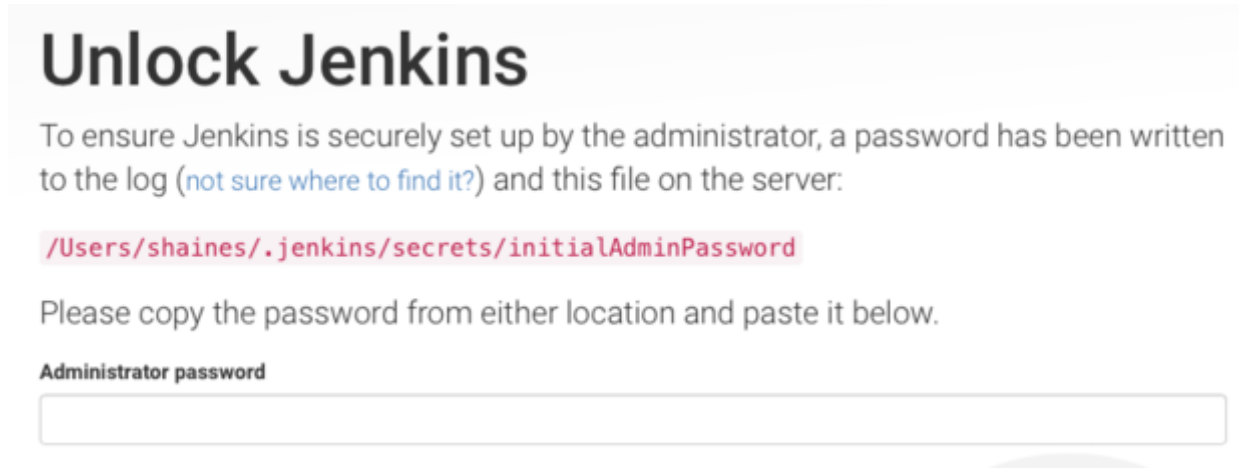 Unlock Jenkins
To ensure Jenkins is securely set up by the administrator, a password has been written
to the log (not sure where to find it?) and this file on the server:
/Users/shaines/.jenkins/secrets/initialAdminPassword
Please copy the password from either location and paste it below.
Administrator password